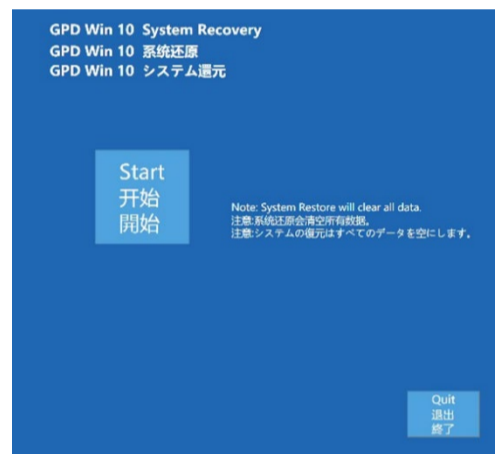 GPD Win 10 System Recovery
GPD Win 10 系统还原
GPD Win 10 システム還元
Start
开始
開始
Note: System Restore will clear all data.
注意:系统还原会清空所有数据。
注意:システムの復元はすべてのデータを空にします。
Quit
退出
終了